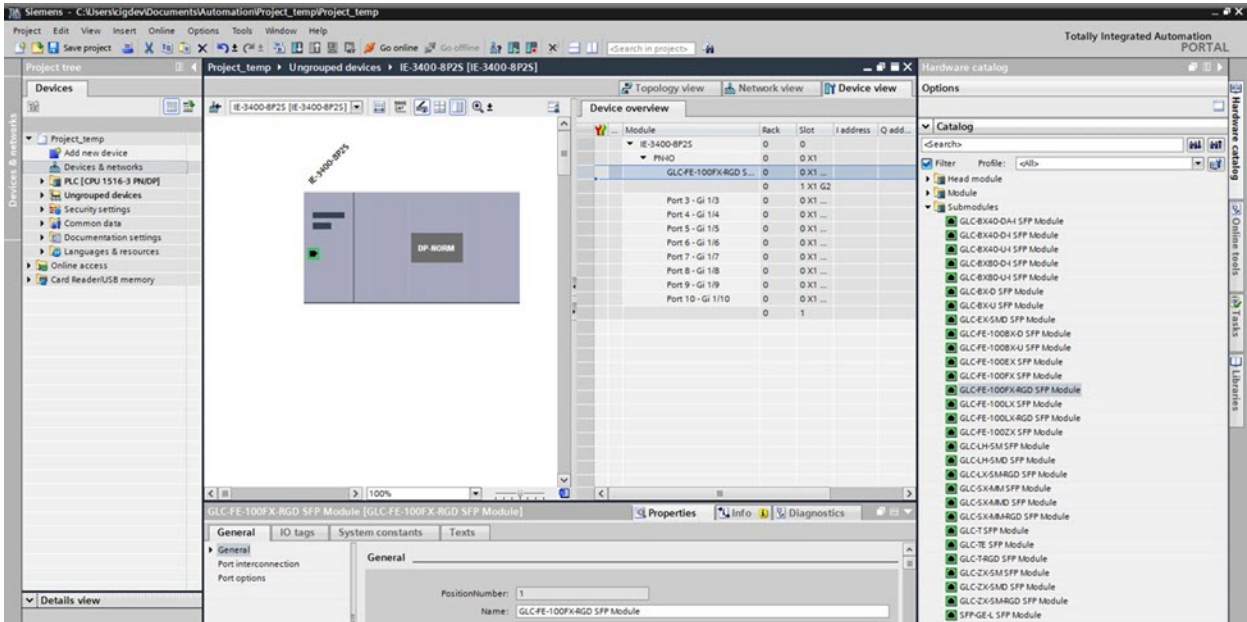 Siemens - C:\Users\cigdev\Documents\Automation\Project_temp\Project_temp
Project Edit View Insert Online Options Tools Window Help
Totally Integrated Automation
PORTAL
Save project
Go online
Go offline
<Search in project>
Project tree
Project_temp
Ungrouped devices
IE-3400-8P2S [IE-3400-8P2S]
Hardware catalog
Devices
Topology view
Network view
Device view
Options
IE-3400-8P2S [IE-3400-8P2S]
Device overview
Devices & networks
Project_temp
Add new device
Devices & networks
PLC [CPU 1516-3 PN/DP]
Ungrouped devices
Security settings
Common data
Documentation settings
Languages & resources
Online access
Card Reader/USB memory
IE-3400-8P2S
DP-NORM
... Module Rack Slot I address Q add...
IE-3400-8P2S 0 0
PN-IO 0 0 X1
GLC-FE-100FX-RGD S... 0 0 X1 ...
0 1 X1 G2
Port 3 - Gi 1/3 0 0 X1 ...
Port 4 - Gi 1/4 0 0 X1 ...
Port 5 - Gi 1/5 0 0 X1 ...
Port 6 - Gi 1/6 0 0 X1 ...
Port 7 - Gi 1/7 0 0 X1 ...
Port 8 - Gi 1/8 0 0 X1 ...
Port 9 - Gi 1/9 0 0 X1 ...
Port 10 - Gi 1/10 0 0 X1 ...
0 1
Catalog
<Search>
Filter Profile: <All>
Head module
Module
Submodules
GLC-BX40-DA-I SFP Module
GLC-BX40-D-I SFP Module
GLC-BX40-U-I SFP Module
GLC-BX80-D-I SFP Module
GLC-BX80-U-I SFP Module
GLC-BX-D SFP Module
GLC-BX-U SFP Module
GLC-EX-SMD SFP Module
GLC-FE-100BX-D SFP Module
GLC-FE-100BX-U SFP Module
GLC-FE-100EX SFP Module
GLC-FE-100FX SFP Module
GLC-FE-100FX-RGD SFP Module
GLC-FE-100LX SFP Module
GLC-FE-100LX-RGD SFP Module
GLC-FE-100ZX SFP Module
GLC-LH-SM SFP Module
GLC-LH-SMD SFP Module
GLC-LX-SM-RGD SFP Module
GLC-SX-MM SFP Module
GLC-SX-MMD SFP Module
GLC-SX-MM-RGD SFP Module
GLC-T SFP Module
GLC-TE SFP Module
GLC-T-RGD SFP Module
GLC-ZX-SM SFP Module
GLC-ZX-SMD SFP Module
GLC-ZX-SM-RGD SFP Module
SFP-GE-L SFP Module
Hardware catalog
Online tools
Tasks
Libraries
100%
GLC-FE-100FX-RGD SFP Module [GLC-FE-100FX-RGD SFP Module]
Properties
Info
Diagnostics
General
IO tags
System constants
Texts
General
Port interconnection
Port options
General
PositionNumber: 1
Name: GLC-FE-100FX-RGD SFP Module
Details view